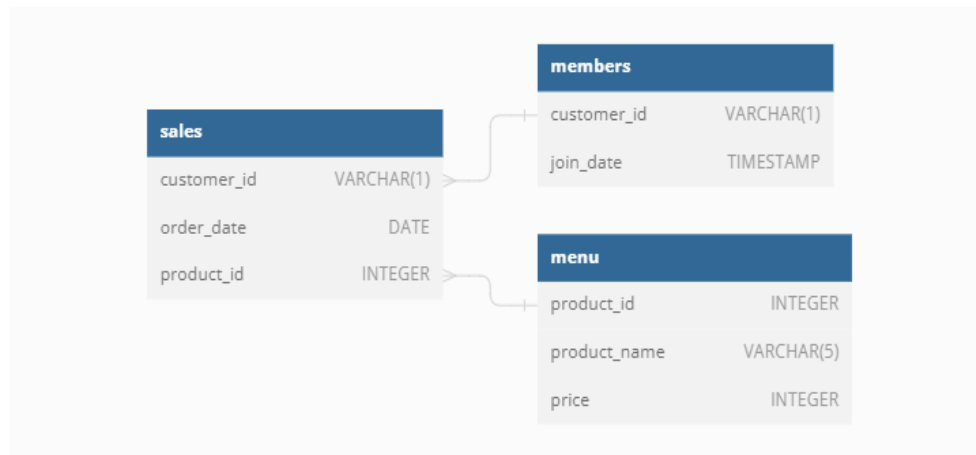 sales
customer_id VARCHAR(1)
order_date DATE
product_id INTEGER
members
customer_id VARCHAR(1)
join_date TIMESTAMP
menu
product_id INTEGER
product_name VARCHAR(5)
price INTEGER